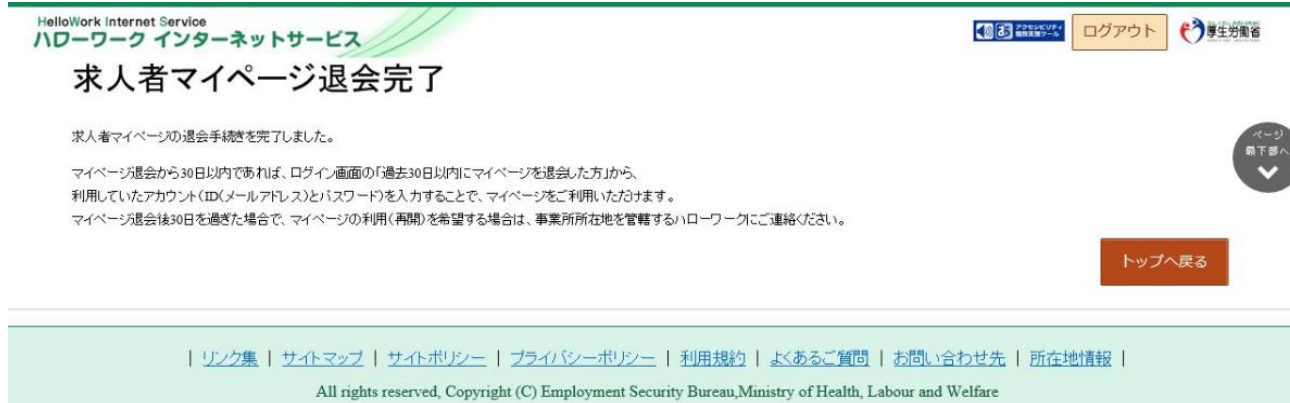 HelloWork Internet Service
ハローワーク インターネットサービス
アクセシビリティ
閲覧支援ツール
ログアウト
厚生労働省
求人者マイページ退会完了
求人者マイページの退会手続きを完了しました。
ページ
最下部へ
マイページ退会から30日以内であれば、ログイン画面の「過去30日以内にマイページを退会した方」から、
利用していたアカウント(ID(メールアドレス)とパスワード)を入力することで、マイページをご利用いただけます。
マイページ退会後30日を過ぎた場合で、マイページの利用(再開)を希望する場合は、事業所所在地を管轄するハローワークにご連絡ください。
トップへ戻る
| リンク集 | サイトマップ | サイトポリシー | プライバシーポリシー | 利用規約 | よくあるご質問 | お問い合わせ先 | 所在地情報 |
All rights reserved, Copyright (C) Employment Security Bureau,Ministry of Health, Labour and Welfare